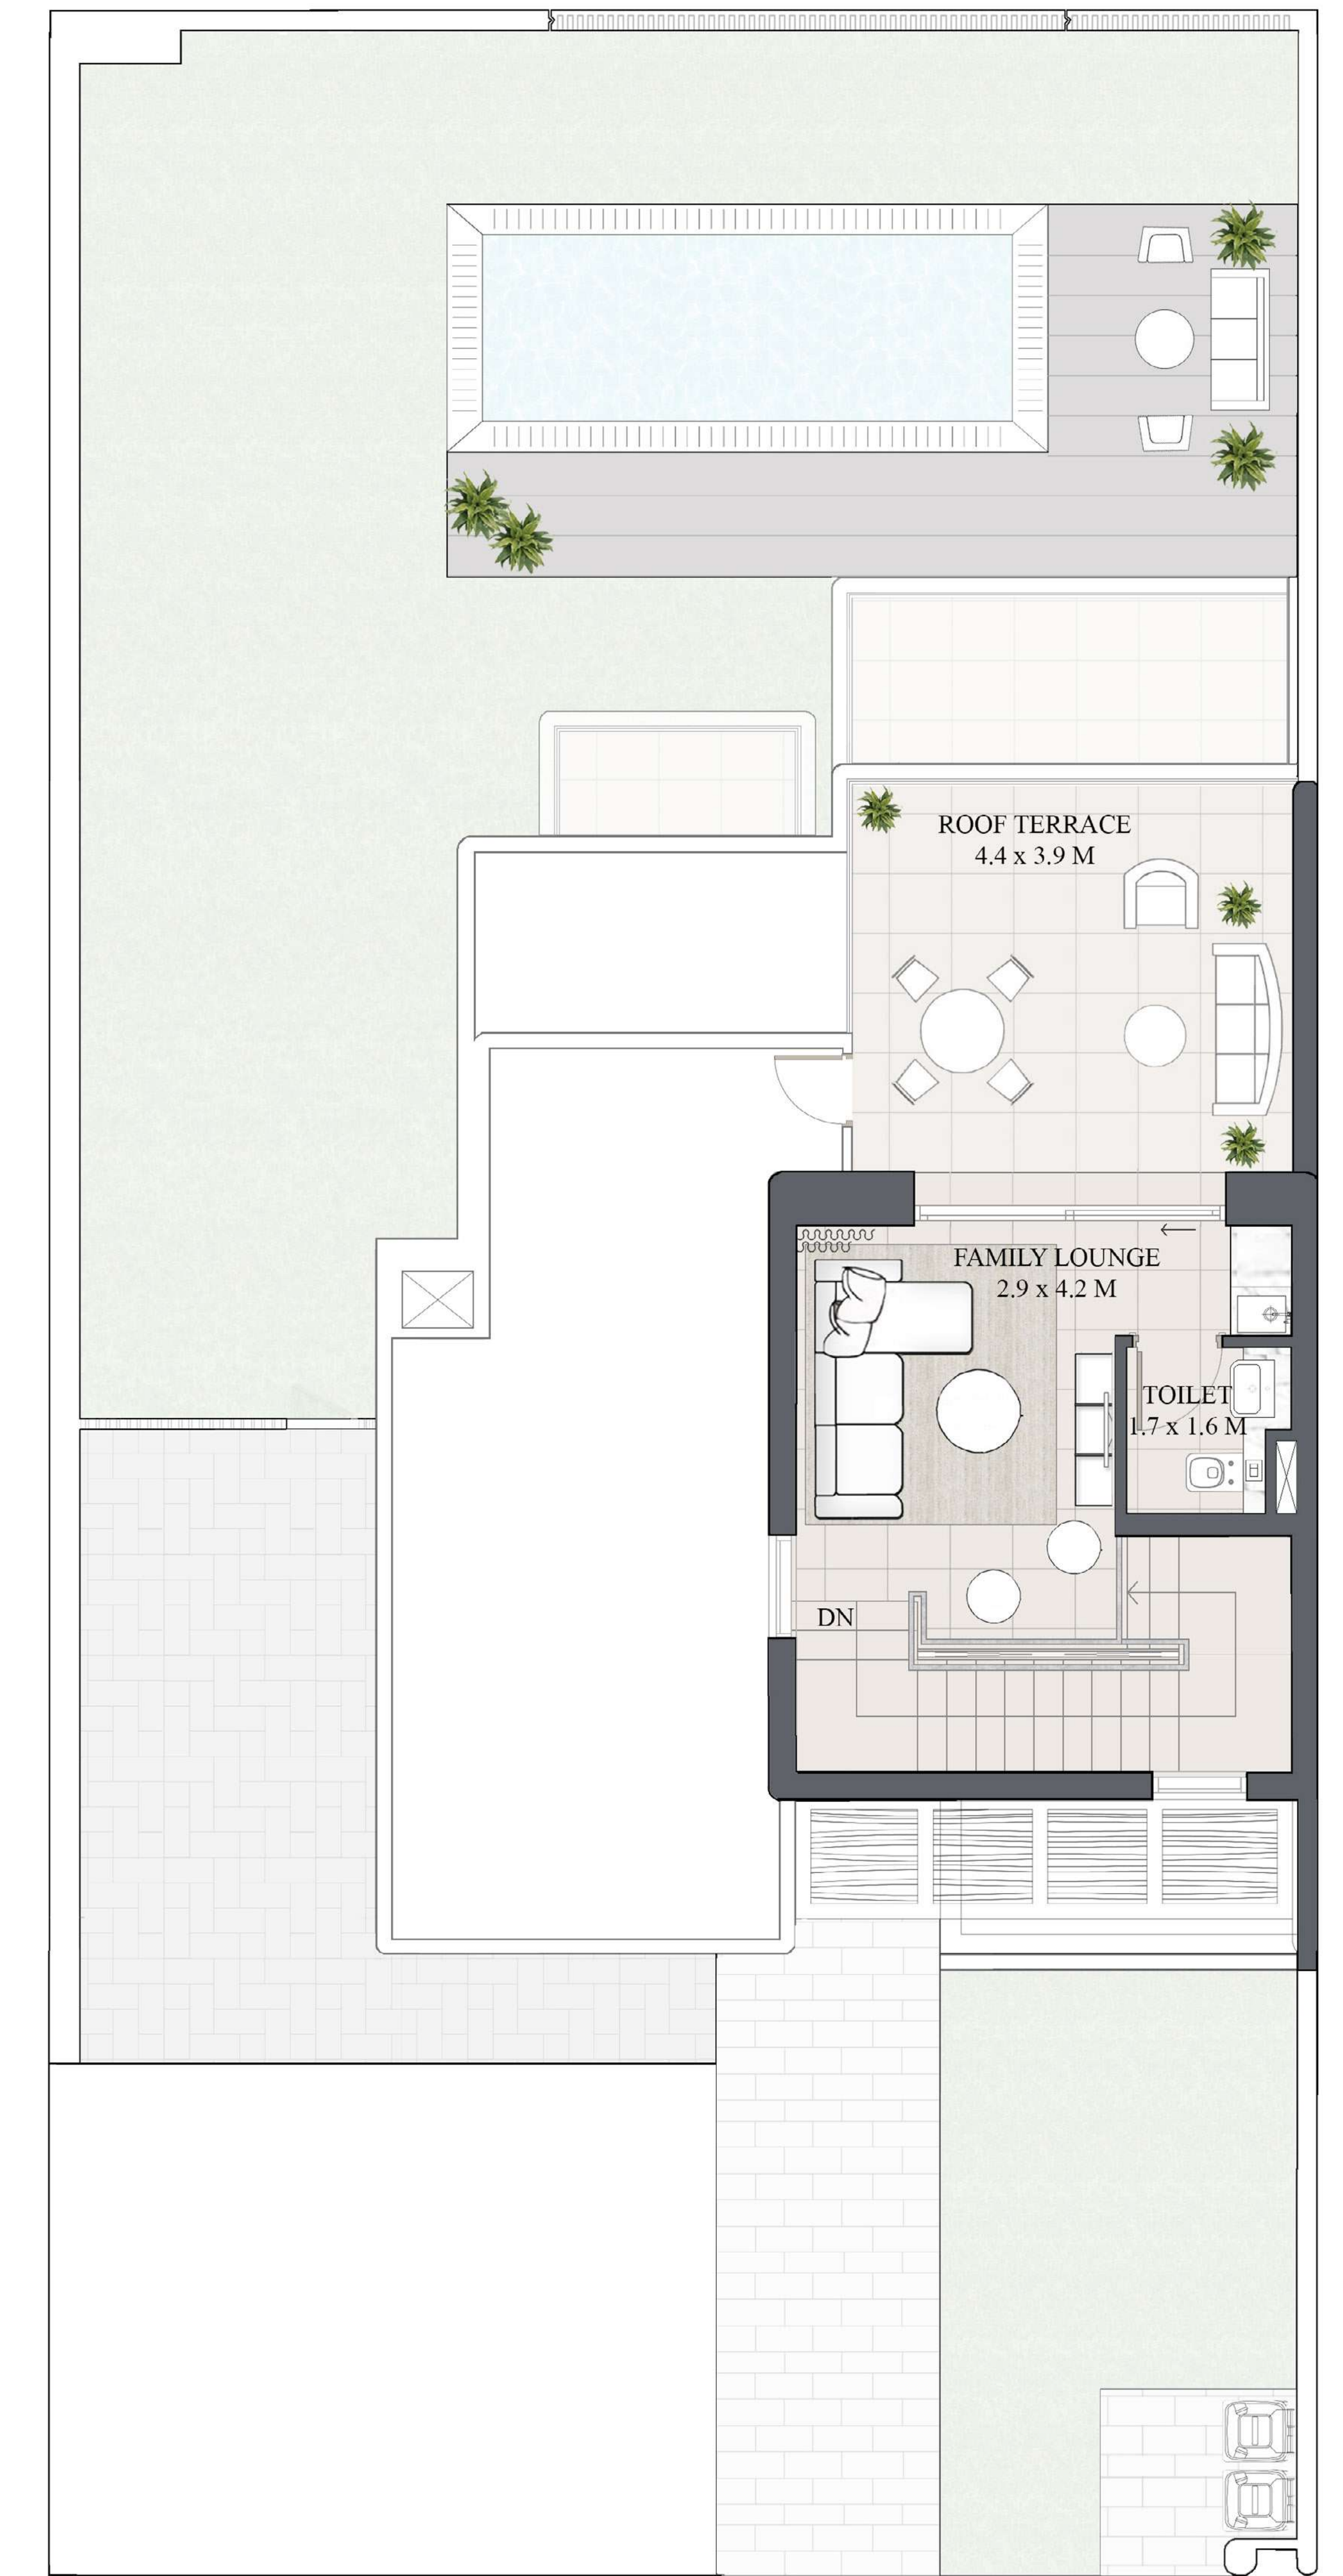 ROOF TERRACE
4.4 x 3.9 M
FAMILY LOUNGE
2.9 x 4.2 M
TOILET
1.7 x 1.6 M
DN